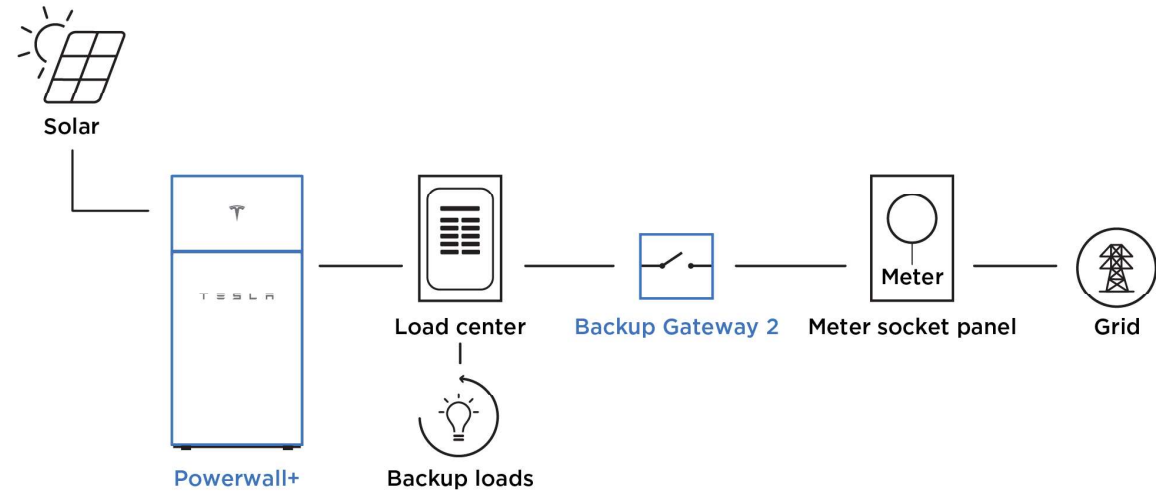 Solar
TESLA
Meter
Load center
Backup Gateway 2
Meter socket panel
Grid
Powerwall+
Backup loads